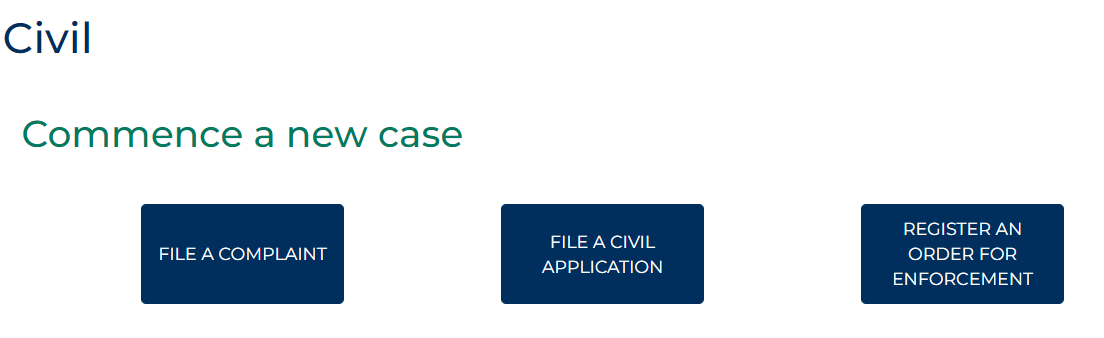 Civil
Commence a new case
FILE A COMPLAINT
FILE A CIVIL
APPLICATION
REGISTER AN
ORDER FOR
ENFORCEMENT